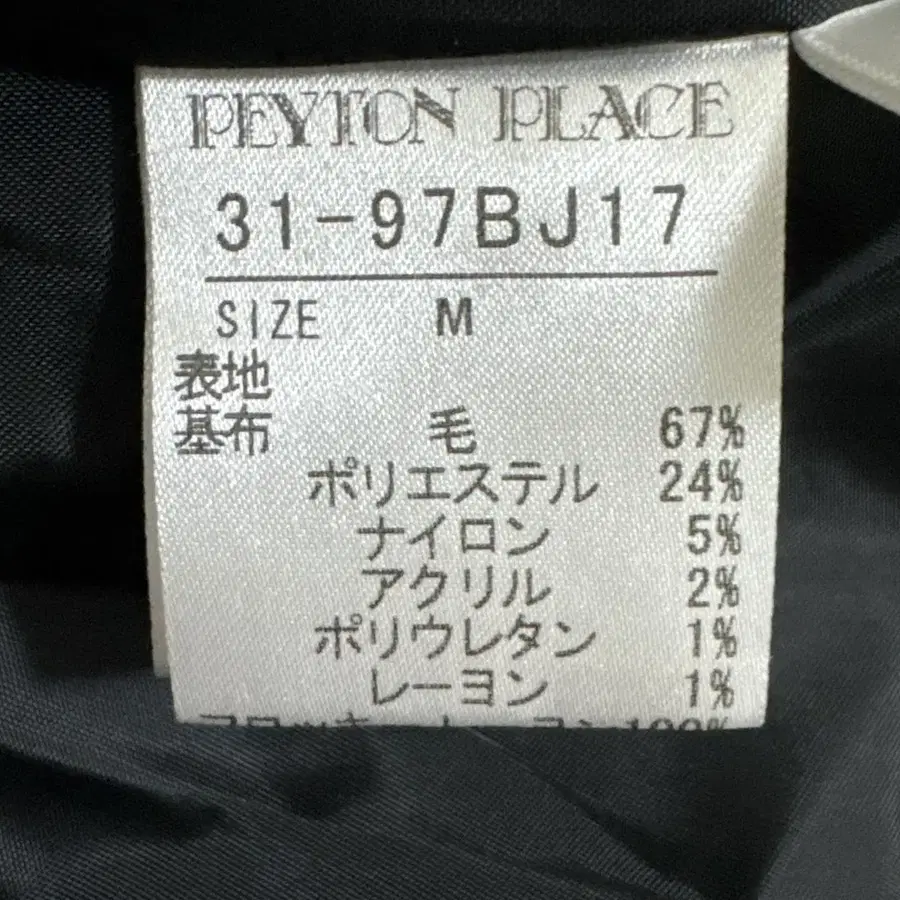 PEYTON PLACE
31-97BJ17
SIZE M
表地
基布 毛 67%
ポリエステル 24%
ナイロン 5%
アクリル 2%
ポリウレタン 1%
レーヨン 1%